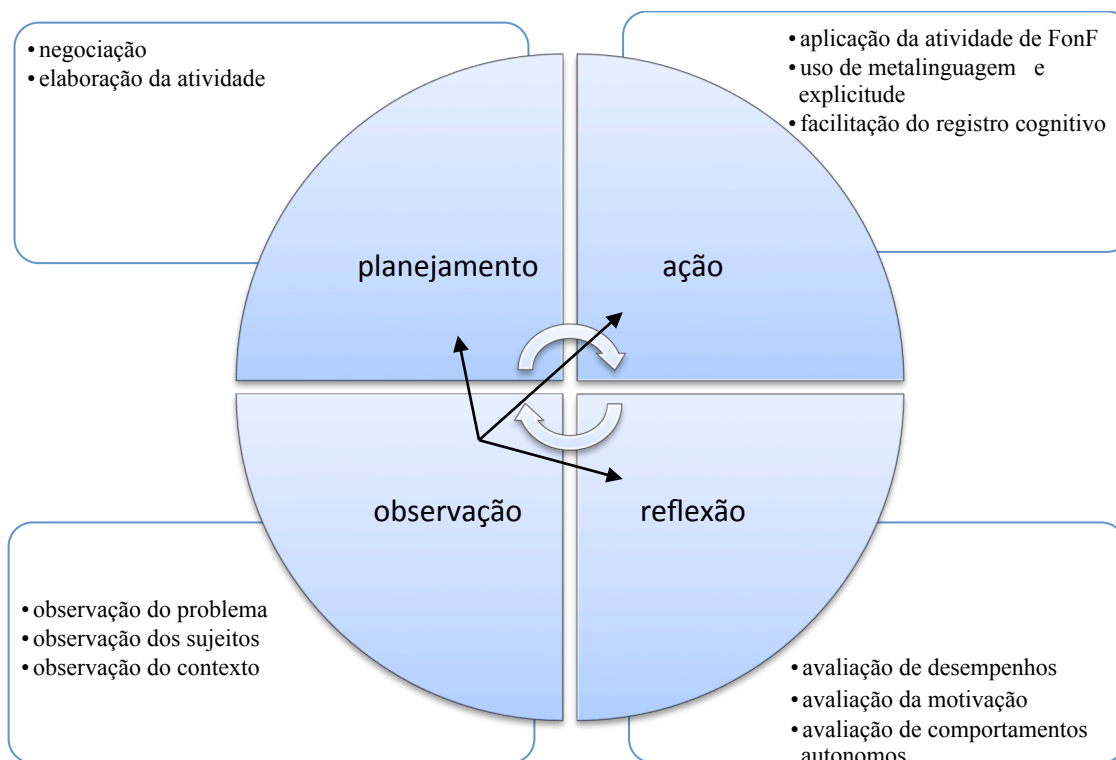 • negociação
• elaboração da atividade
• aplicação da atividade de FonF
• uso de metalinguagem e
explicitude
• facilitação do registro cognitivo
planejamento
ação
observação
reflexão
• observação do problema
• observação dos sujeitos
• observação do contexto
• avaliação de desempenhos
• avaliação da motivação
• avaliação de comportamentos
autonomos